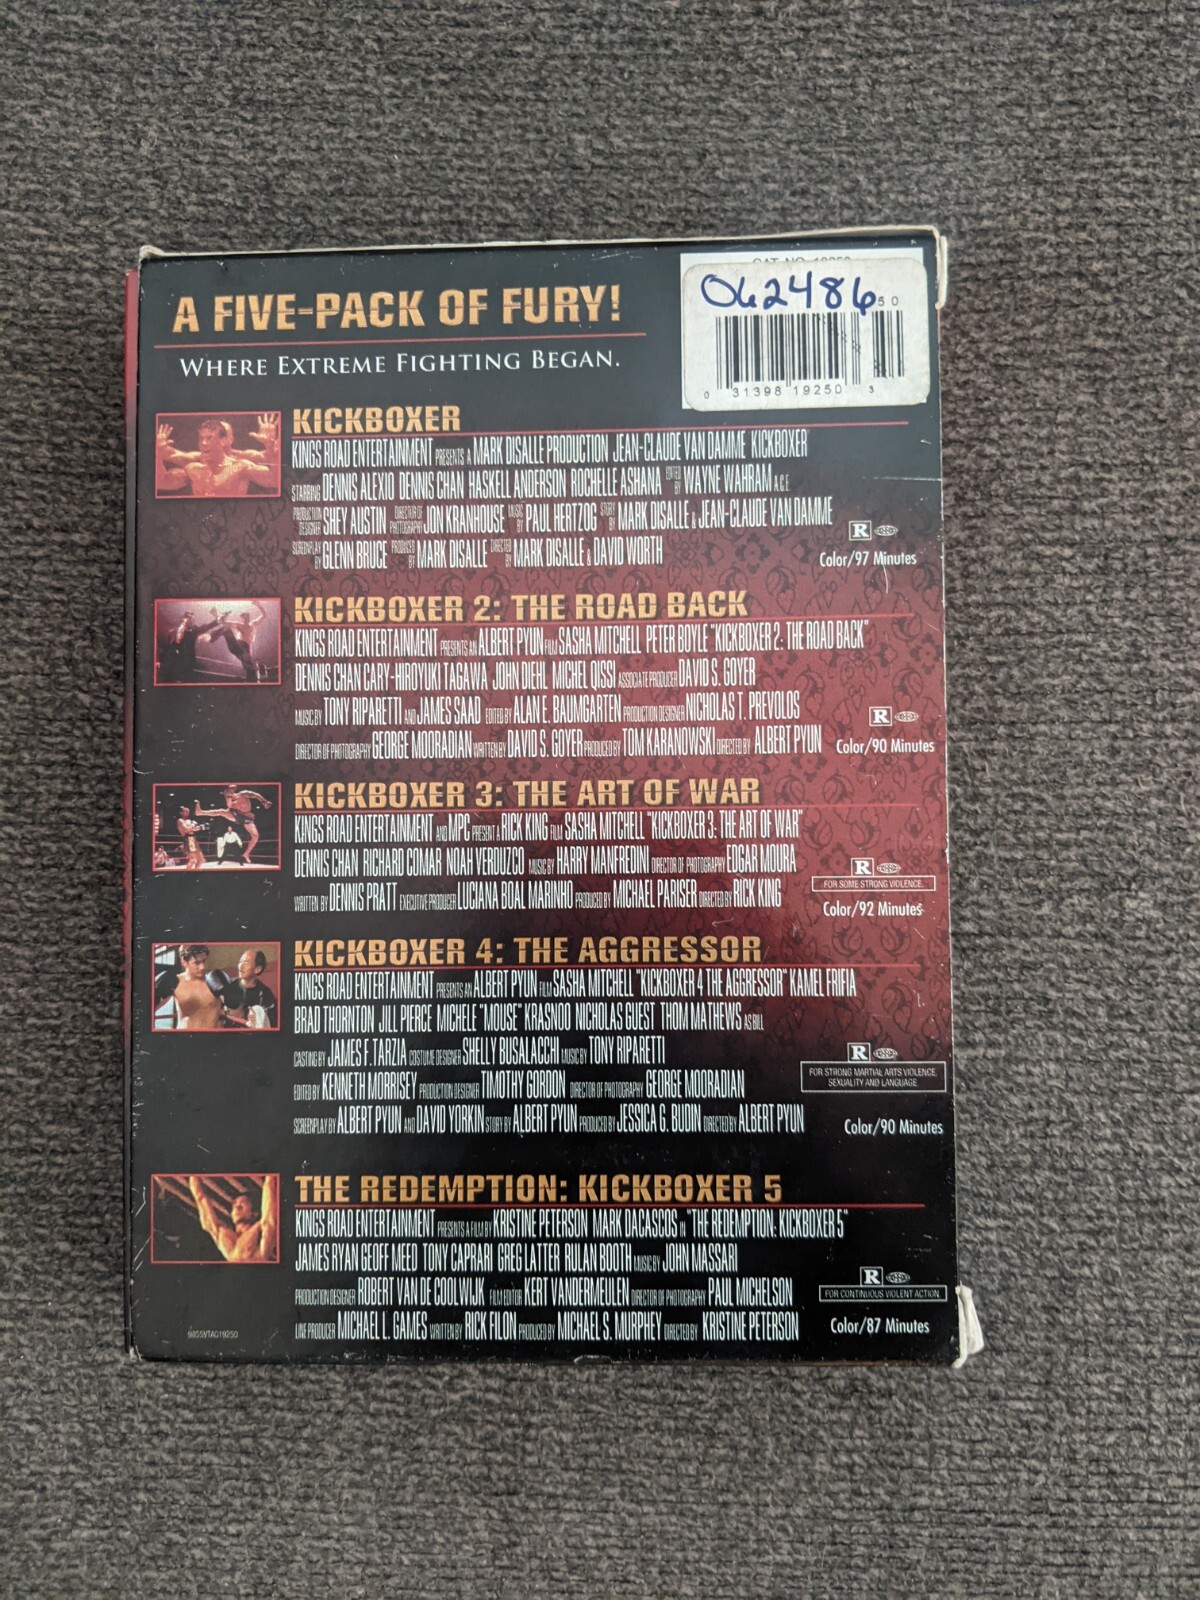 A FIVE-PACK OF FURY!
WHERE EXTREME FIGHTING BEGAN.
CAT. NO. 19250
062486
50
0 31398 19250 3
KICKBOXER
KINGS ROAD ENTERTAINMENT PRESENTS A MARK DISALLE PRODUCTION JEAN-CLAUDE VAN DAMME KICKBOXER
STARRING DENNIS ALEXIO DENNIS CHAN HASKELL ANDERSON ROCHELLE ASHANA EDITED BY WAYNE WAHRAM A.C.E.
PRODUCTION DESIGNER SHEY AUSTIN DIRECTOR OF PHOTOGRAPHY JON KRANHOUSE MUSIC BY PAUL HERTZOG STORY BY MARK DISALLE & JEAN-CLAUDE VAN DAMME
SCREENPLAY BY GLENN BRUCE PRODUCED BY MARK DISALLE DIRECTED BY MARK DISALLE & DAVID WORTH
R
Color/97 Minutes
KICKBOXER 2: THE ROAD BACK
KINGS ROAD ENTERTAINMENT PRESENTS AN ALBERT PYUN FILM SASHA MITCHELL PETER BOYLE "KICKBOXER 2: THE ROAD BACK"
DENNIS CHAN CARY-HIROYUKI TAGAWA JOHN DIEHL MICHEL QISSI ASSOCIATE PRODUCER DAVID S. GOYER
MUSIC BY TONY RIPARETTI AND JAMES SAAD EDITED BY ALAN E. BAUMGARTEN PRODUCTION DESIGNER NICHOLAS T. PREVOLOS
DIRECTOR OF PHOTOGRAPHY GEORGE MOORADIAN WRITTEN BY DAVID S. GOYER PRODUCED BY TOM KARANOWSKI DIRECTED BY ALBERT PYUN
R
Color/90 Minutes
KICKBOXER 3: THE ART OF WAR
KINGS ROAD ENTERTAINMENT AND MPC PRESENT A RICK KING FILM SASHA MITCHELL "KICKBOXER 3: THE ART OF WAR"
DENNIS CHAN RICHARD COMAR NOAH VERDUZCO MUSIC BY HARRY MANFREDINI DIRECTOR OF PHOTOGRAPHY EDGAR MOURA
WRITTEN BY DENNIS PRATT EXECUTIVE PRODUCER LUCIANA BOAL MARINHO PRODUCED BY MICHAEL PARISER DIRECTED BY RICK KING
R
FOR SOME STRONG VIOLENCE.
Color/92 Minutes
KICKBOXER 4: THE AGGRESSOR
KINGS ROAD ENTERTAINMENT PRESENTS AN ALBERT PYUN FILM SASHA MITCHELL "KICKBOXER 4 THE AGGRESSOR" KAMEL FRIFIA
BRAD THORNTON JILL PIERCE MICHELE "MOUSE" KRASNOO NICHOLAS GUEST THOM MATHEWS AS BILL
CASTING BY JAMES F. TARZIA COSTUME DESIGNER SHELLY BUSALACCHI MUSIC BY TONY RIPARETTI
EDITED BY KENNETH MORRISEY PRODUCTION DESIGNER TIMOTHY GORDON DIRECTOR OF PHOTOGRAPHY GEORGE MOORADIAN
SCREENPLAY BY ALBERT PYUN AND DAVID YORKIN STORY BY ALBERT PYUN PRODUCED BY JESSICA G. BUDIN DIRECTED BY ALBERT PYUN
R
FOR STRONG MARTIAL ARTS VIOLENCE,
SEXUALITY AND LANGUAGE
Color/90 Minutes
THE REDEMPTION: KICKBOXER 5
KINGS ROAD ENTERTAINMENT PRESENTS A FILM BY KRISTINE PETERSON MARK DACASCOS IN "THE REDEMPTION: KICKBOXER 5"
JAMES RYAN GEOFF MEED TONY CAPRARI GREG LATTER RULAN BOOTH MUSIC BY JOHN MASSARI
PRODUCTION DESIGNER ROBERT VAN DE COOLWIJK FILM EDITOR KERT VANDERMEULEN DIRECTOR OF PHOTOGRAPHY PAUL MICHELSON
LINE PRODUCER MICHAEL L. GAMES WRITTEN BY RICK FILON PRODUCED BY MICHAEL S. MURPHEY DIRECTED BY KRISTINE PETERSON
R
FOR CONTINUOUS VIOLENT ACTION.
Color/87 Minutes
9855VTAG19250